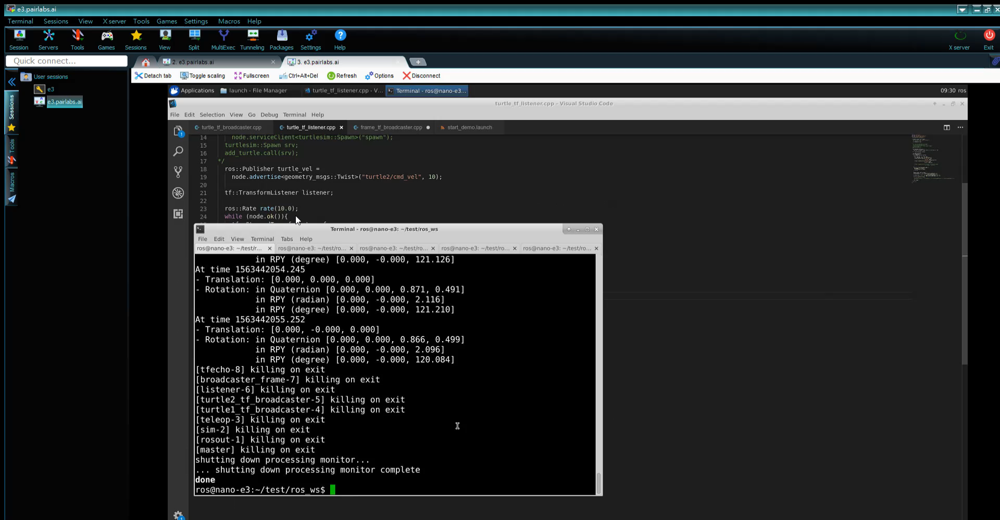 e3.pairlabs.ai
Terminal Sessions View X server Tools Games Settings Macros Help
Session Servers Tools Games Sessions View Split MultiExec Tunneling Packages Settings Help X server Exit
Quick connect...
2. e3.pairlabs.ai
3. e3.pairlabs.ai
Detach tab Toggle scaling Fullscreen Ctrl+Alt+Del Refresh Options Disconnect
User sessions
e3
e3.pairlabs.ai
Sessions
Tools
Macros
Applications launch - File Manager turtle_tf_listener.cpp - V... Terminal - ros@nano-e3... 09:30 ros
turtle_tf_listener.cpp - Visual Studio Code
File Edit Selection View Go Debug Terminal Help
turtle_tf_broadcaster.cpp turtle_tf_listener.cpp frame_tf_broadcaster.cpp start_demo.launch
14 node.serviceClient<turtlesim::Spawn>("spawn");
15 turtlesim::Spawn srv;
16 add_turtle.call(srv);
17 */
18 ros::Publisher turtle_vel =
19 node.advertise<geometry_msgs::Twist>("turtle2/cmd_vel", 10);
20
21 tf::TransformListener listener;
22
23 ros::Rate rate(10.0);
24 while (node.ok()){
Terminal - ros@nano-e3: ~/test/ros_ws
File Edit View Terminal Tabs Help
ros@nano-e3: ~/test/r... ros@nano-e3: ~/test/ro... ros@nano-e3: ~/test/ro... ros@nano-e3: ~/test/ro... ros@nano-e3: ~/test/ro...
in RPY (degree) [0.000, -0.000, 121.126]
At time 1563442054.245
- Translation: [0.000, 0.000, 0.000]
- Rotation: in Quaternion [0.000, 0.000, 0.871, 0.491]
in RPY (radian) [0.000, -0.000, 2.116]
in RPY (degree) [0.000, -0.000, 121.210]
At time 1563442055.252
- Translation: [0.000, -0.000, 0.000]
- Rotation: in Quaternion [0.000, 0.000, 0.866, 0.499]
in RPY (radian) [0.000, -0.000, 2.096]
in RPY (degree) [0.000, -0.000, 120.084]
[tfecho-8] killing on exit
[broadcaster_frame-7] killing on exit
[listener-6] killing on exit
[turtle2_tf_broadcaster-5] killing on exit
[turtle1_tf_broadcaster-4] killing on exit
[teleop-3] killing on exit
[sim-2] killing on exit
[rosout-1] killing on exit
[master] killing on exit
shutting down processing monitor...
... shutting down processing monitor complete
done
ros@nano-e3:~/test/ros_ws$